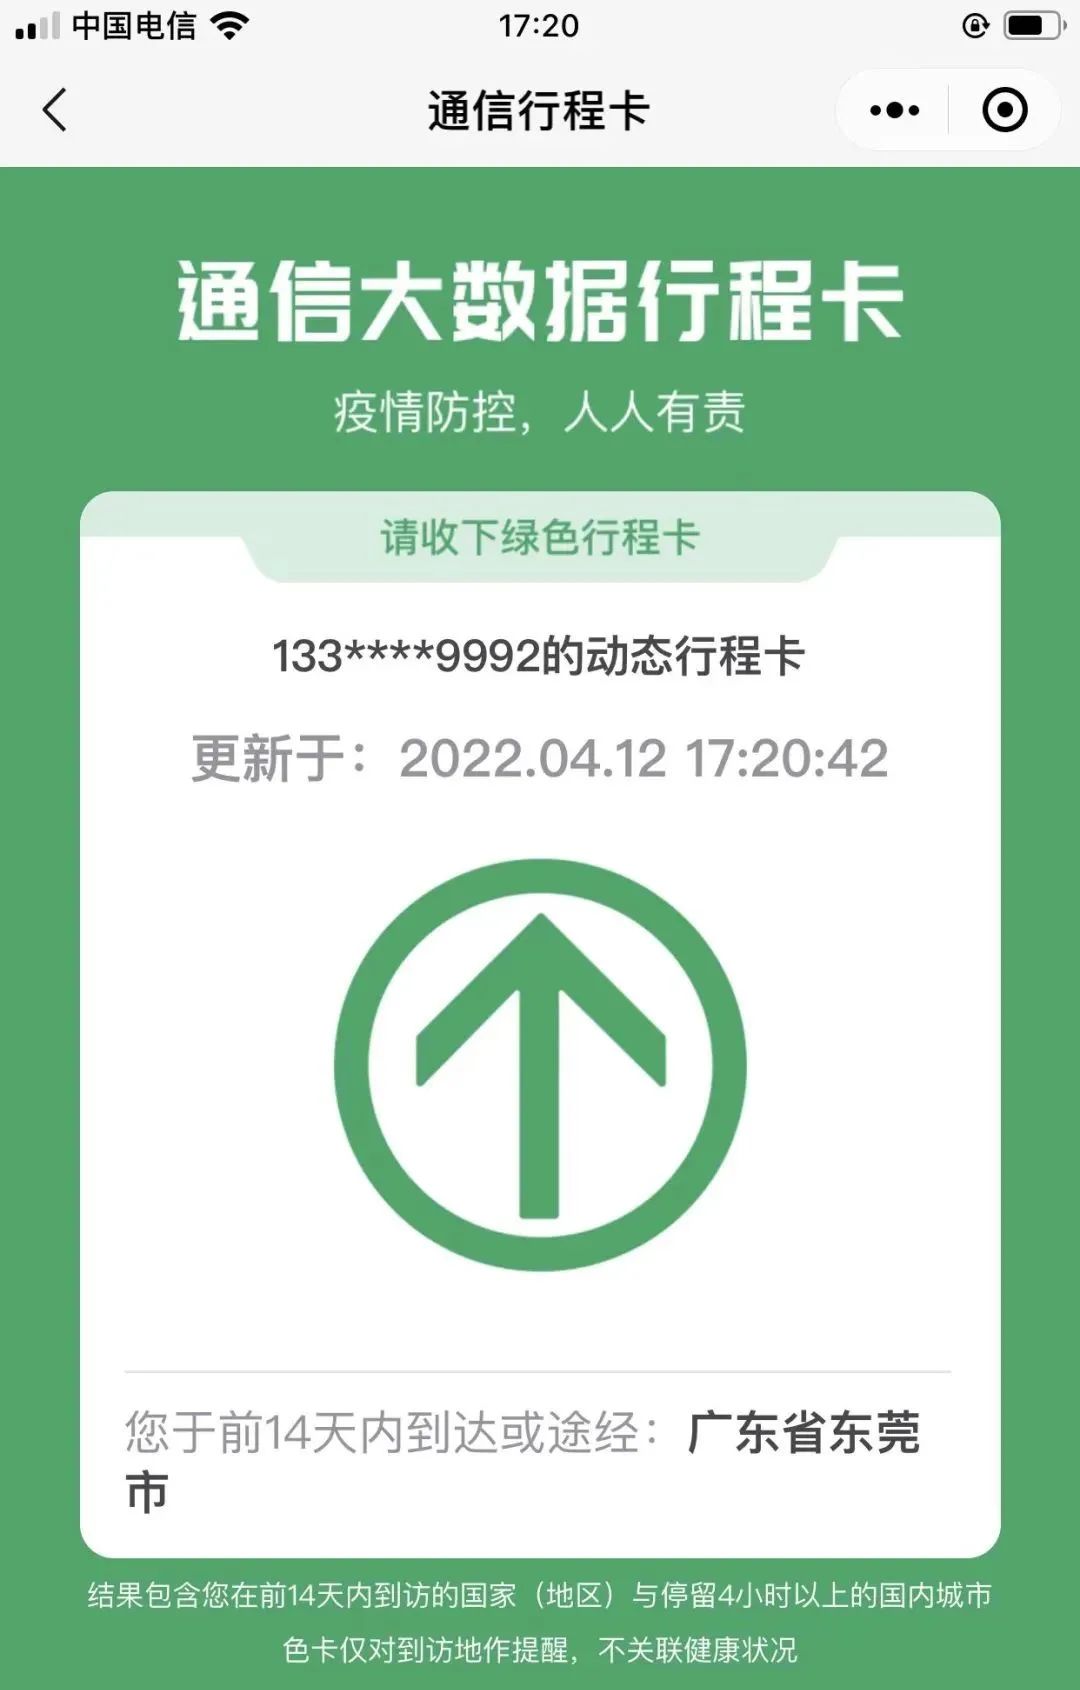 中国电信 17:20
通信行程卡
通信大数据行程卡
疫情防控，人人有责
请收下绿色行程卡
133****9992的动态行程卡
更新于：2022.04.12 17:20:42
您于前14天内到达或途经：广东省东莞
市
结果包含您在前14天内到访的国家（地区）与停留4小时以上的国内城市
色卡仅对到访地作提醒，不关联健康状况